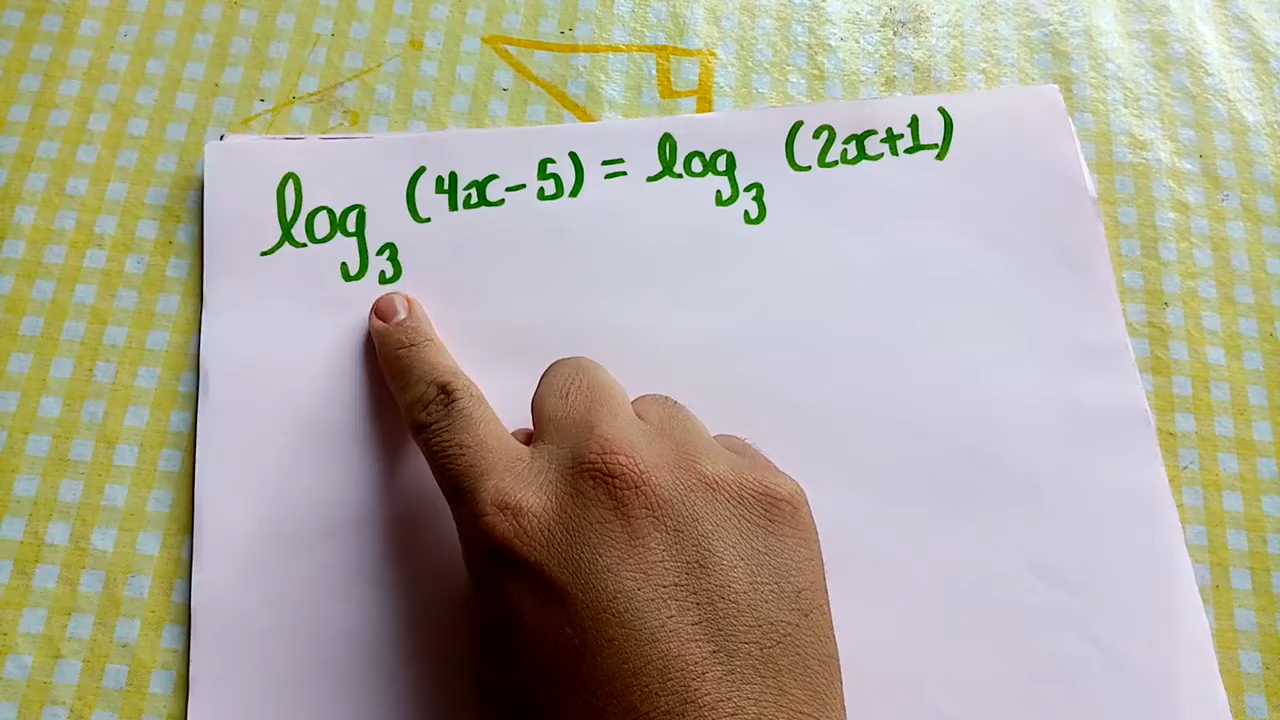 log₃ (4x-5) = log₃ (2x+1)